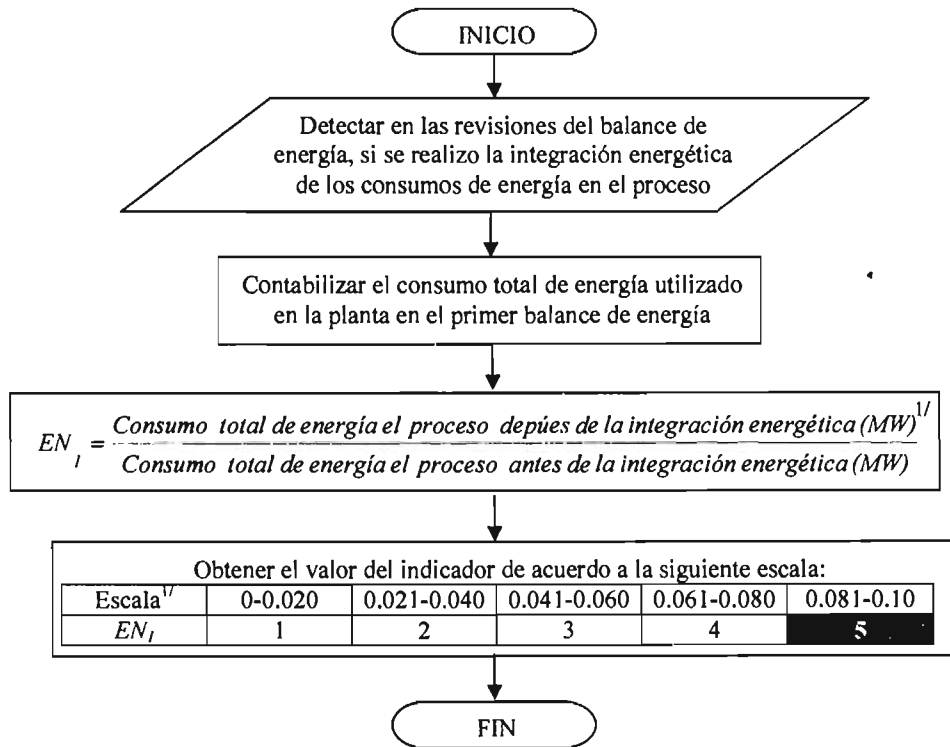 INICIO
Detectar en las revisiones del balance de
energía, si se realizo la integración energética
de los consumos de energía en el proceso
Contabilizar el consumo total de energía utilizado
en la planta en el primer balance de energía
EN_I = Consumo total de energía el proceso depúes de la integración energética (MW)^1/
Consumo total de energía el proceso antes de la integración energética (MW)
Obtener el valor del indicador de acuerdo a la siguiente escala:
Escala^1/ 0-0.020 0.021-0.040 0.041-0.060 0.061-0.080 0.081-0.10
EN_I 1 2 3 4 5
FIN